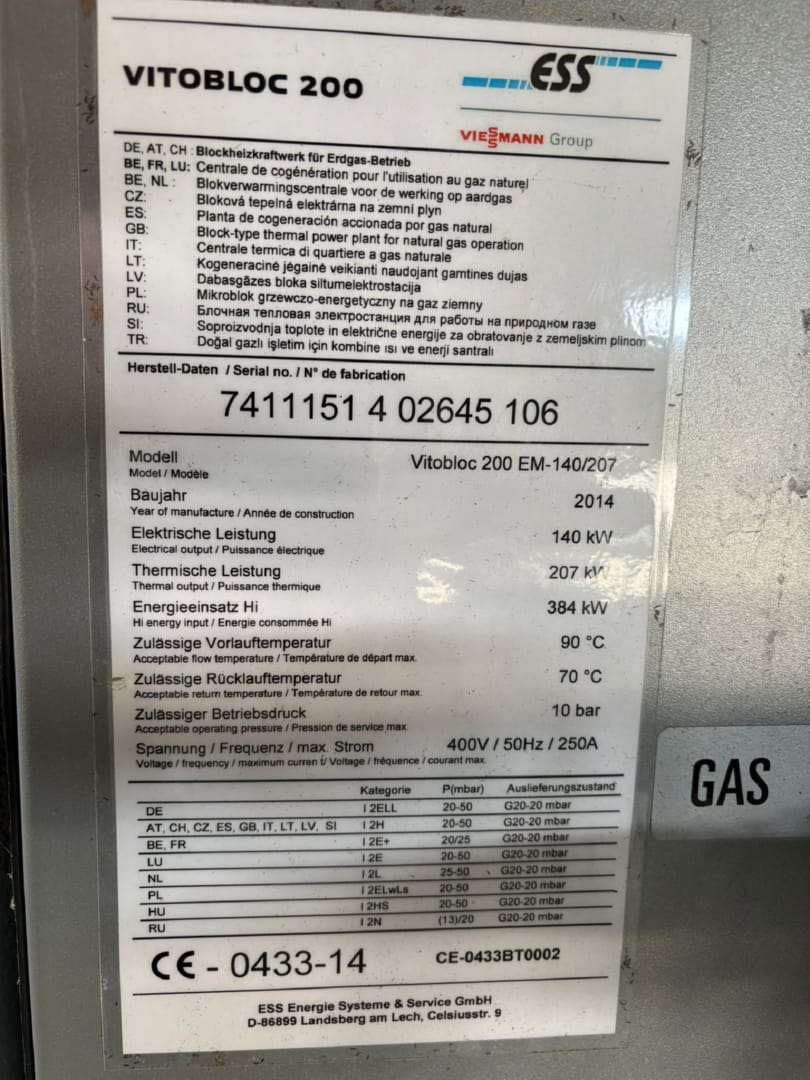 VITOBLOC 200
ESS
VIESSMANN Group
DE, AT, CH : Blockheizkraftwerk für Erdgas-Betrieb
BE, FR, LU: Centrale de cogénération pour l'utilisation au gaz naturel
BE, NL : Blokverwarmingscentrale voor de werking op aardgas
CZ: Bloková tepelná elektrárna na zemní plyn
ES: Planta de cogeneración accionada por gas natural
GB: Block-type thermal power plant for natural gas operation
IT: Centrale termica di quartiere a gas naturale
LT: Kogeneracinė jėgainė veikianti naudojant gamtines dujas
LV: Dabasgāzes bloka siltumelektrostacija
PL: Mikroblok grzewczo-energetyczny na gaz ziemny
RU: Блочная тепловая электростанция для работы на природном газе
SI: Soproizvodnja toplote in električne energije za obratovanje z zemeljskim plinom
TR: Doğal gazlı işletim için kombine ısı ve enerji santralı
Herstell-Daten / Serial no. / N° de fabrication
7411151 4 02645 106
Modell Vitobloc 200 EM-140/207
Model / Modèle
Baujahr 2014
Year of manufacture / Année de construction
Elektrische Leistung 140 kW
Electrical output / Puissance électrique
Thermische Leistung 207 kW
Thermal output / Puissance thermique
Energieeinsatz Hi 384 kW
Hi energy input / Energie consommée Hi
Zulässige Vorlauftemperatur 90 °C
Acceptable flow temperature / Température de départ max.
Zulässige Rücklauftemperatur 70 °C
Acceptable return temperature / Température de retour max.
Zulässiger Betriebsdruck 10 bar
Acceptable operating pressure / Pression de service max.
Spannung / Frequenz / max. Strom 400V / 50Hz / 250A
Voltage / frequency / maximum curren t/ Voltage / fréquence / courant max.
Kategorie P(mbar) Auslieferungszustand
DE I 2ELL 20-50 G20-20 mbar
AT, CH, CZ, ES, GB, IT, LT, LV, SI I 2H 20-50 G20-20 mbar
BE, FR I 2E+ 20/25 G20-20 mbar
LU I 2E 20-50 G20-20 mbar
NL I 2L 25-50 G20-20 mbar
PL I 2ELwLs 20-50 G20-20 mbar
HU I 2HS 20-50 G20-20 mbar
RU I 2N (13)/20 G20-20 mbar
CE - 0433-14 CE-0433BT0002
ESS Energie Systeme & Service GmbH
D-86899 Landsberg am Lech, Celsiusstr. 9
GAS